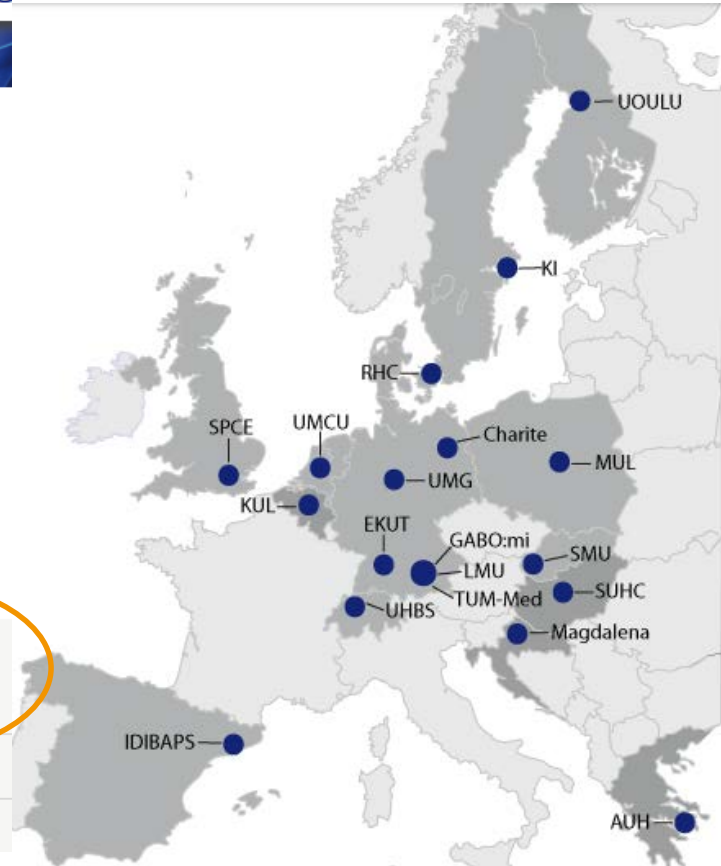 UOULU
KI
RHC
SPCE
UMCU
Charite
MUL
UMG
KUL
EKUT
GABO:mi
LMU
TUM-Med
SMU
SUHC
UHBS
Magdalena
IDIBAPS
AUH